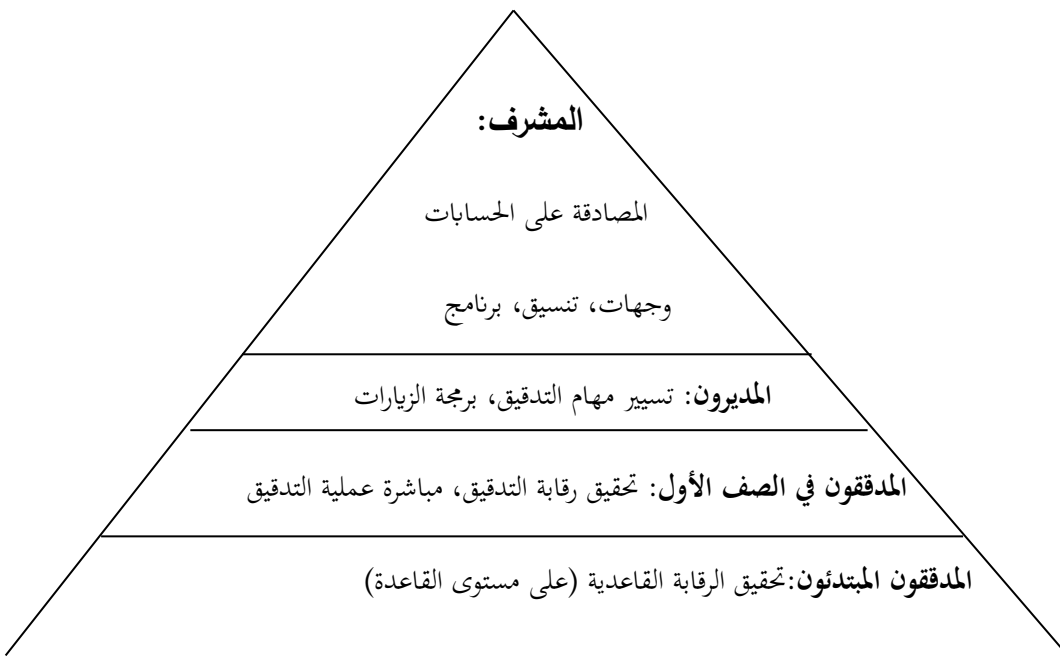 المشرف:
المصادقة على الحسابات
وجهات، تنسيق، برنامج
المديرون: تسيير مهام التدقيق، برمجة الزيارات
المدققون في الصف الأول: تحقيق رقابة التدقيق، مباشرة عملية التدقيق
المدققون المبتدئون:تحقيق الرقابة القاعدية (على مستوى القاعدة)